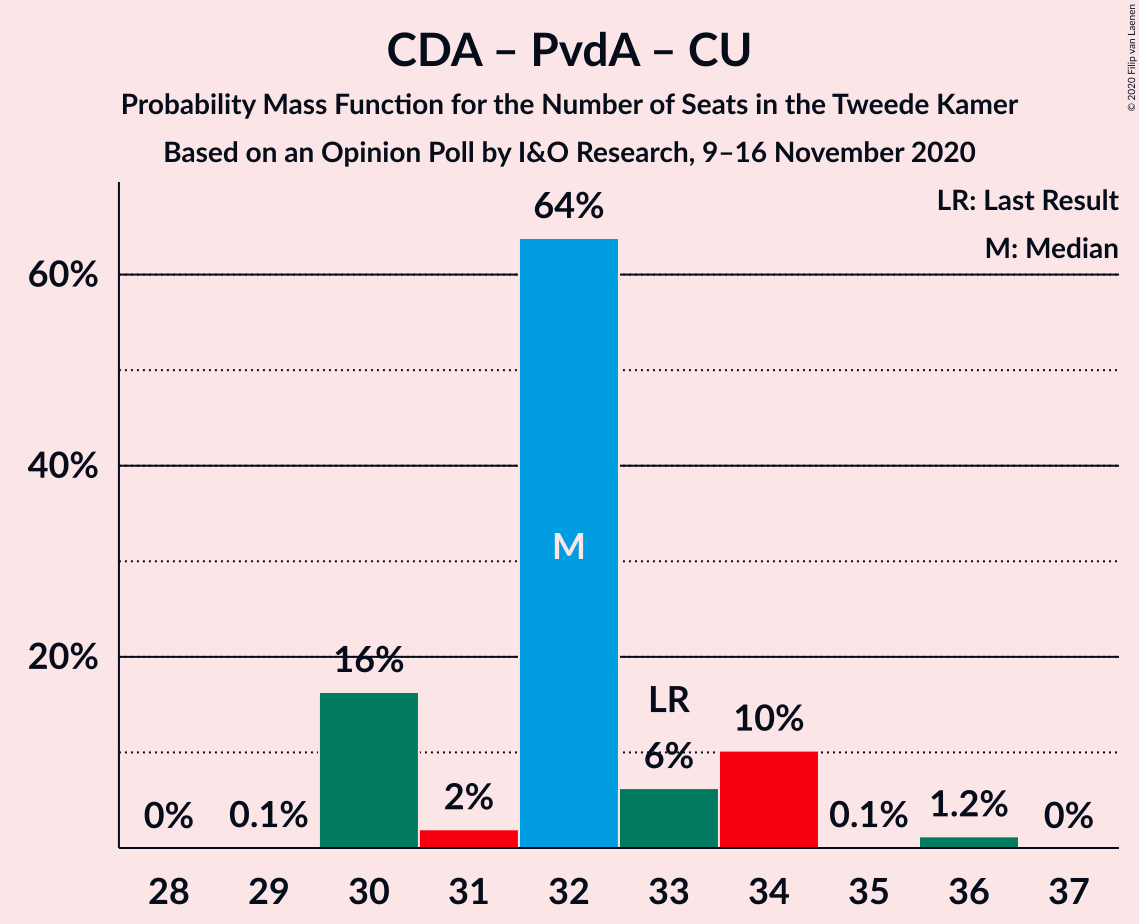 CDA – PvdA – CU
Probability Mass Function for the Number of Seats in the Tweede Kamer
Based on an Opinion Poll by I&O Research, 9–16 November 2020
© 2020 Filip van Laenen
LR: Last Result
M: Median
60%
40%
20%
0%
0.1%
16%
2%
64%
M
LR
6%
10%
0.1%
1.2%
0%
28 29 30 31 32 33 34 35 36 37